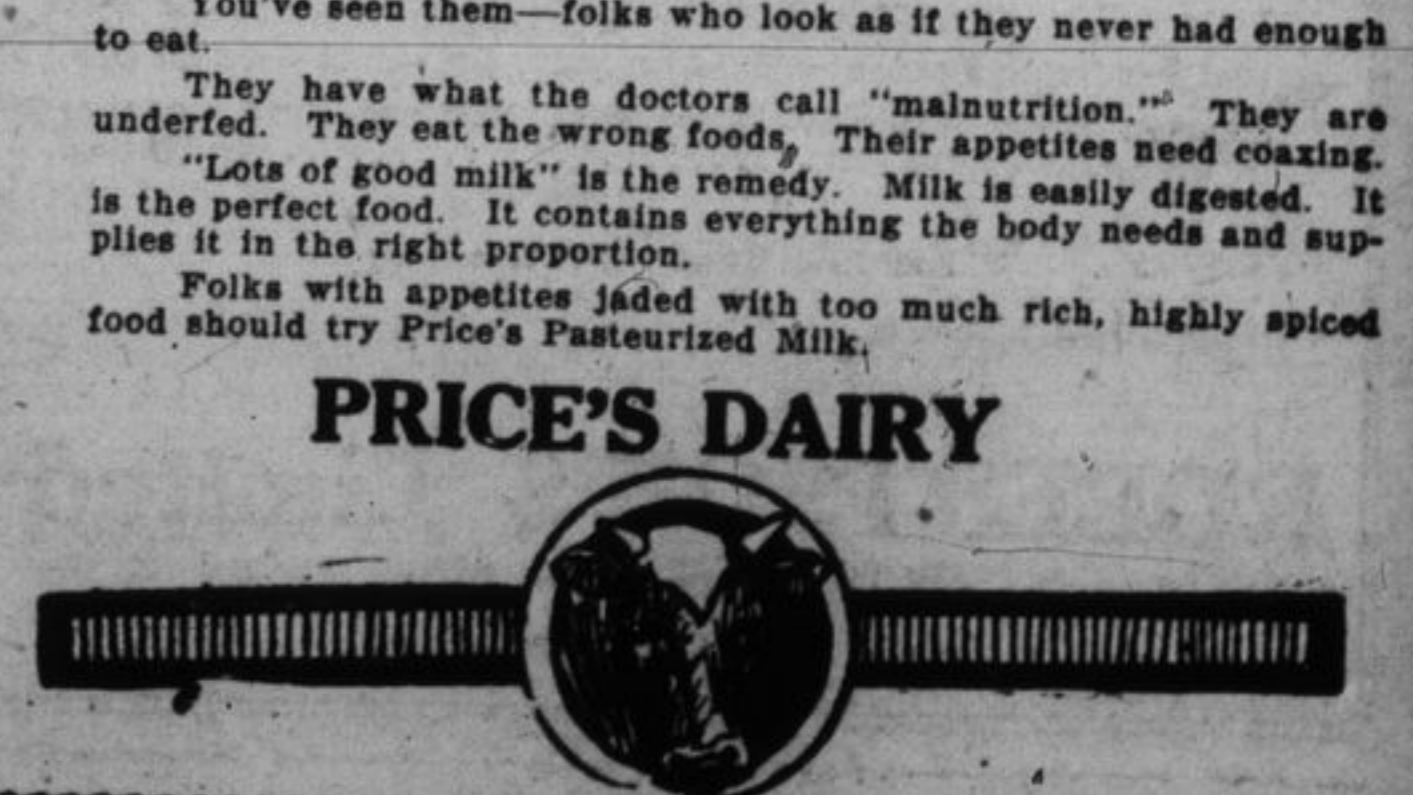 You've seen them—folks who look as if they never had enough
to eat.
They have what the doctors call "malnutrition." They are
underfed. They eat the wrong foods. Their appetites need coaxing.
"Lots of good milk" is the remedy. Milk is easily digested. It
is the perfect food. It contains everything the body needs and sup-
plies it in the right proportion.
Folks with appetites jaded with too much rich, highly spiced
food should try Price's Pasteurized Milk.
PRICE'S DAIRY